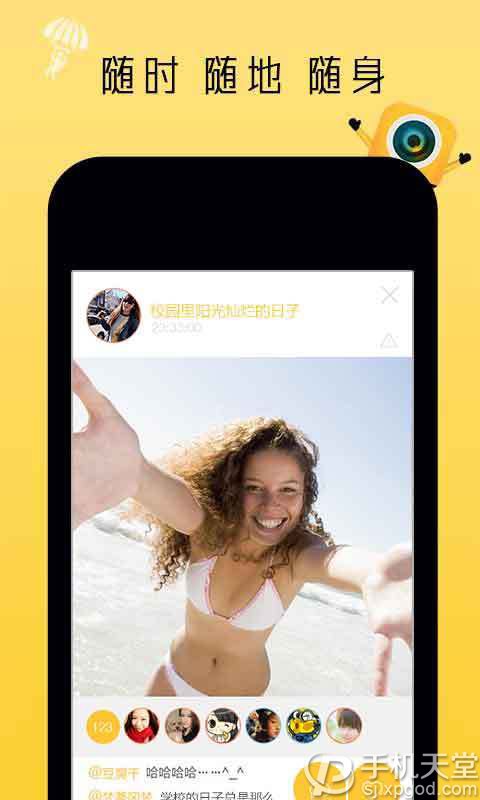 随时 随地 随身
校园里阳光灿烂的日子
23:33:00
123
@豆腐干 哈哈哈哈……^_^
学校的日子总是那么
手机天堂
sjxpgod.com